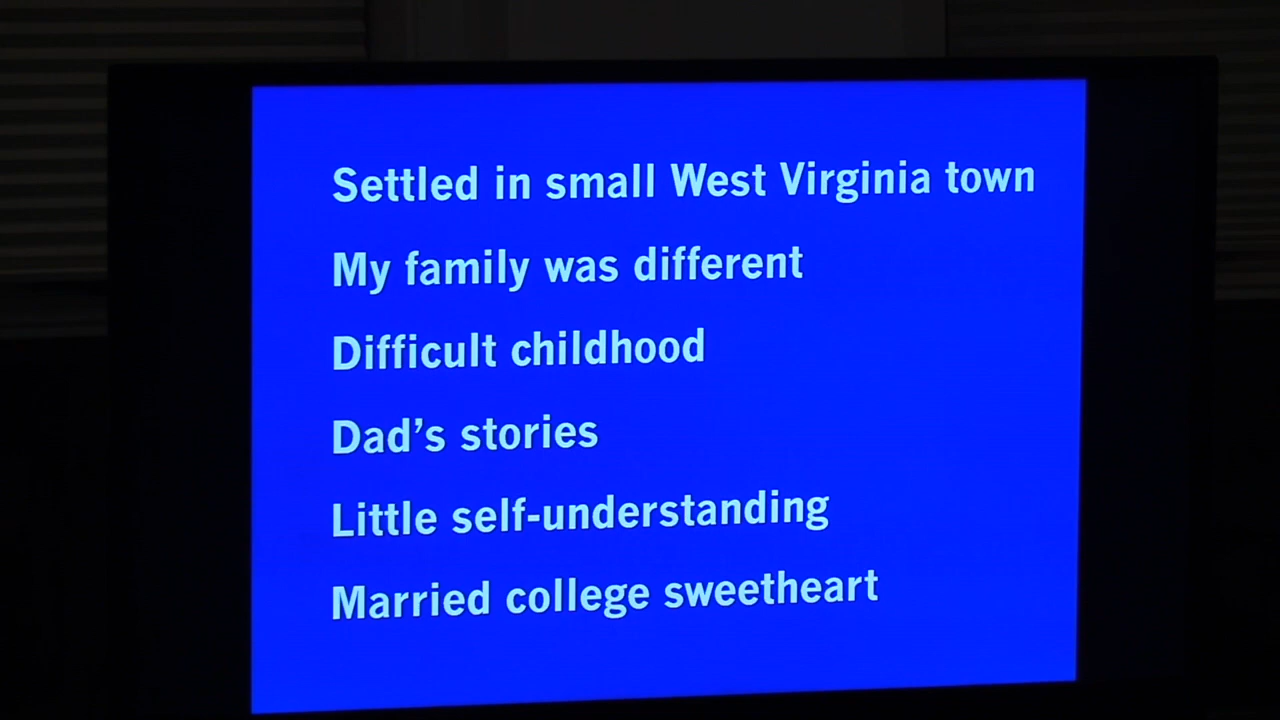 Settled in small West Virginia town
My family was different
Difficult childhood
Dad’s stories
Little self-understanding
Married college sweetheart